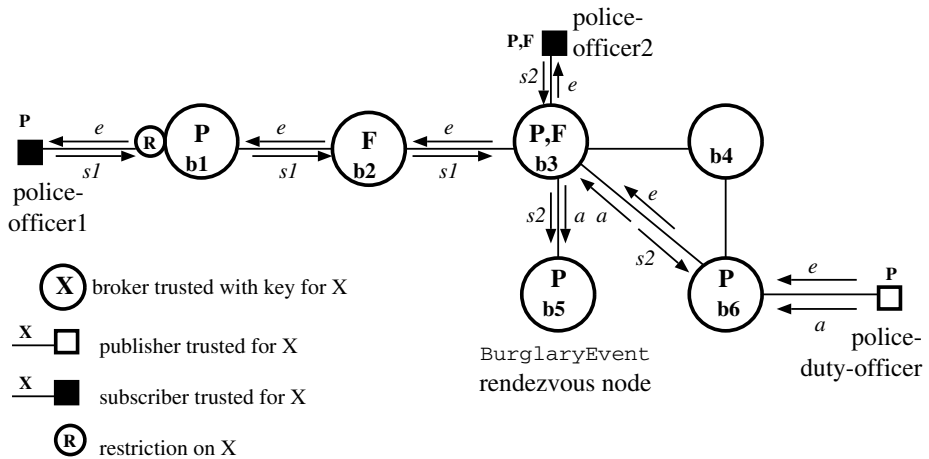 police-
officer2
P,F
s2
e
P
e
R
P
b1
s1
police-
officer1
e
s1
F
b2
e
s1
P,F
b3
b4
s2
a
a
e
s2
P
b5
P
b6
e
P
a
police-
duty-officer
BurglaryEvent
rendezvous node
X broker trusted with key for X
X publisher trusted for X
X subscriber trusted for X
R restriction on X